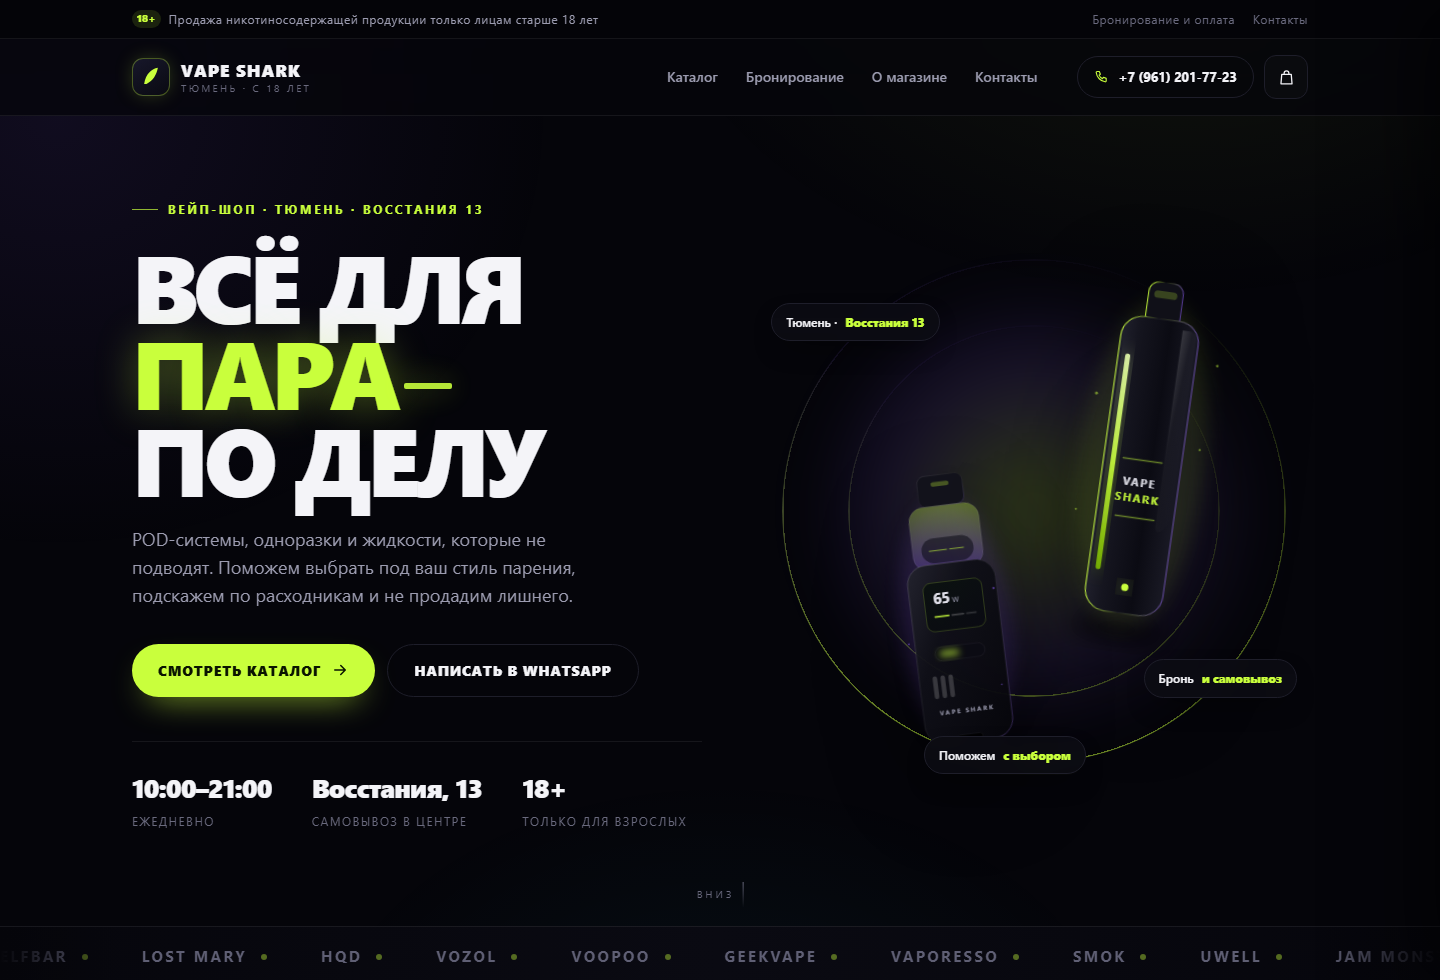 18+ Продажа никотиносодержащей продукции только лицам старше 18 лет
Бронирование и оплата Контакты
VAPE SHARK
ТЮМЕНЬ · С 18 ЛЕТ
Каталог Бронирование О магазине Контакты
+7 (961) 201-77-23
ВЕЙП-ШОП · ТЮМЕНЬ · ВОССТАНИЯ 13
ВСЁ ДЛЯ
ПАРА—
ПО ДЕЛУ
POD-системы, одноразки и жидкости, которые не
подводят. Поможем выбрать под ваш стиль парения,
подскажем по расходникам и не продадим лишнего.
СМОТРЕТЬ КАТАЛОГ →
НАПИСАТЬ В WHATSAPP
10:00–21:00
ЕЖЕДНЕВНО
Восстания, 13
САМОВЫВОЗ В ЦЕНТРЕ
18+
ТОЛЬКО ДЛЯ ВЗРОСЛЫХ
Тюмень · Восстания 13
VAPE
SHARK
65 W
VAPE SHARK
Бронь и самовывоз
Поможем с выбором
ВНИЗ
LFBAR • LOST MARY • HQD • VOZOL • VOOPOO • GEEKVAPE • VAPORESSO • SMOK • UWELL • JAM MONS